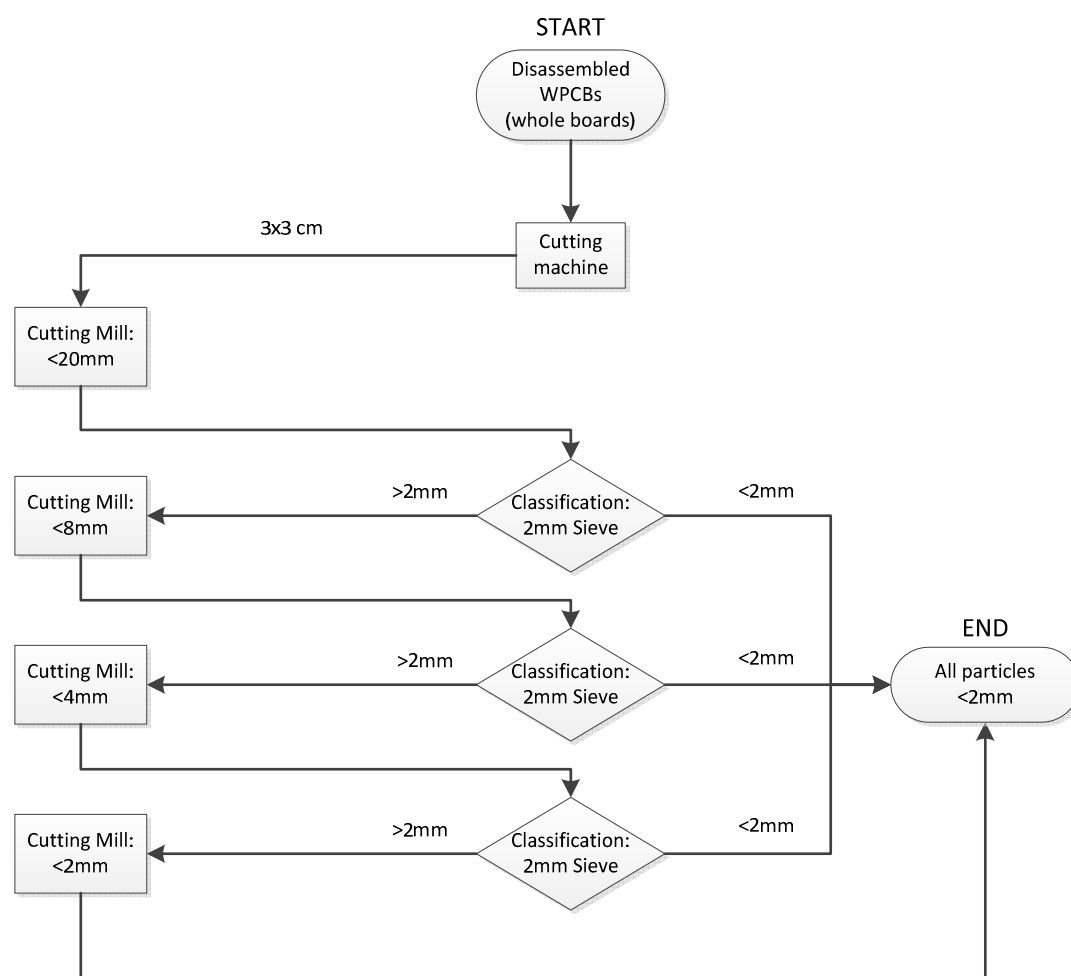 START
Disassembled
WPCBs
(whole boards)
3x3 cm
Cutting
machine
Cutting Mill:
<20mm
Cutting Mill:
<8mm
>2mm
Classification:
2mm Sieve
<2mm
END
Cutting Mill:
<4mm
>2mm
Classification:
2mm Sieve
<2mm
All particles
<2mm
Cutting Mill:
<2mm
>2mm
Classification:
2mm Sieve
<2mm